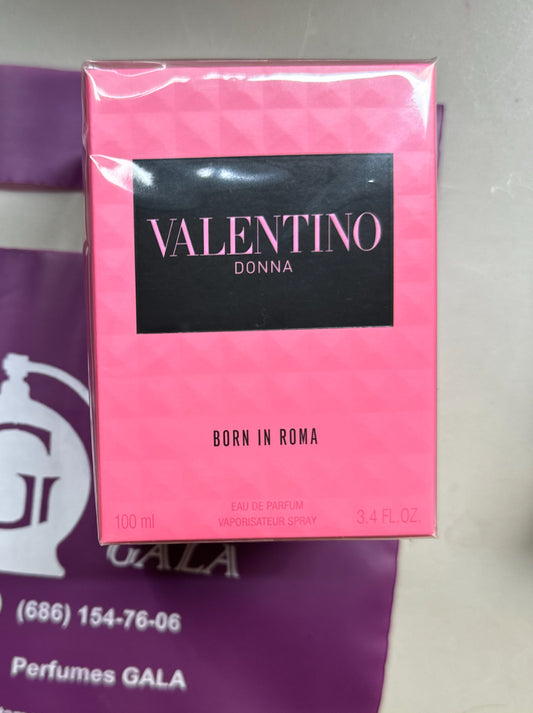 VALENTINO
DONNA
BORN IN ROMA
EAU DE PARFUM
100 ml VAPORISATEUR SPRAY 3.4 FL.OZ.
G
GALA
(686) 154-76-06
Perfumes GALA